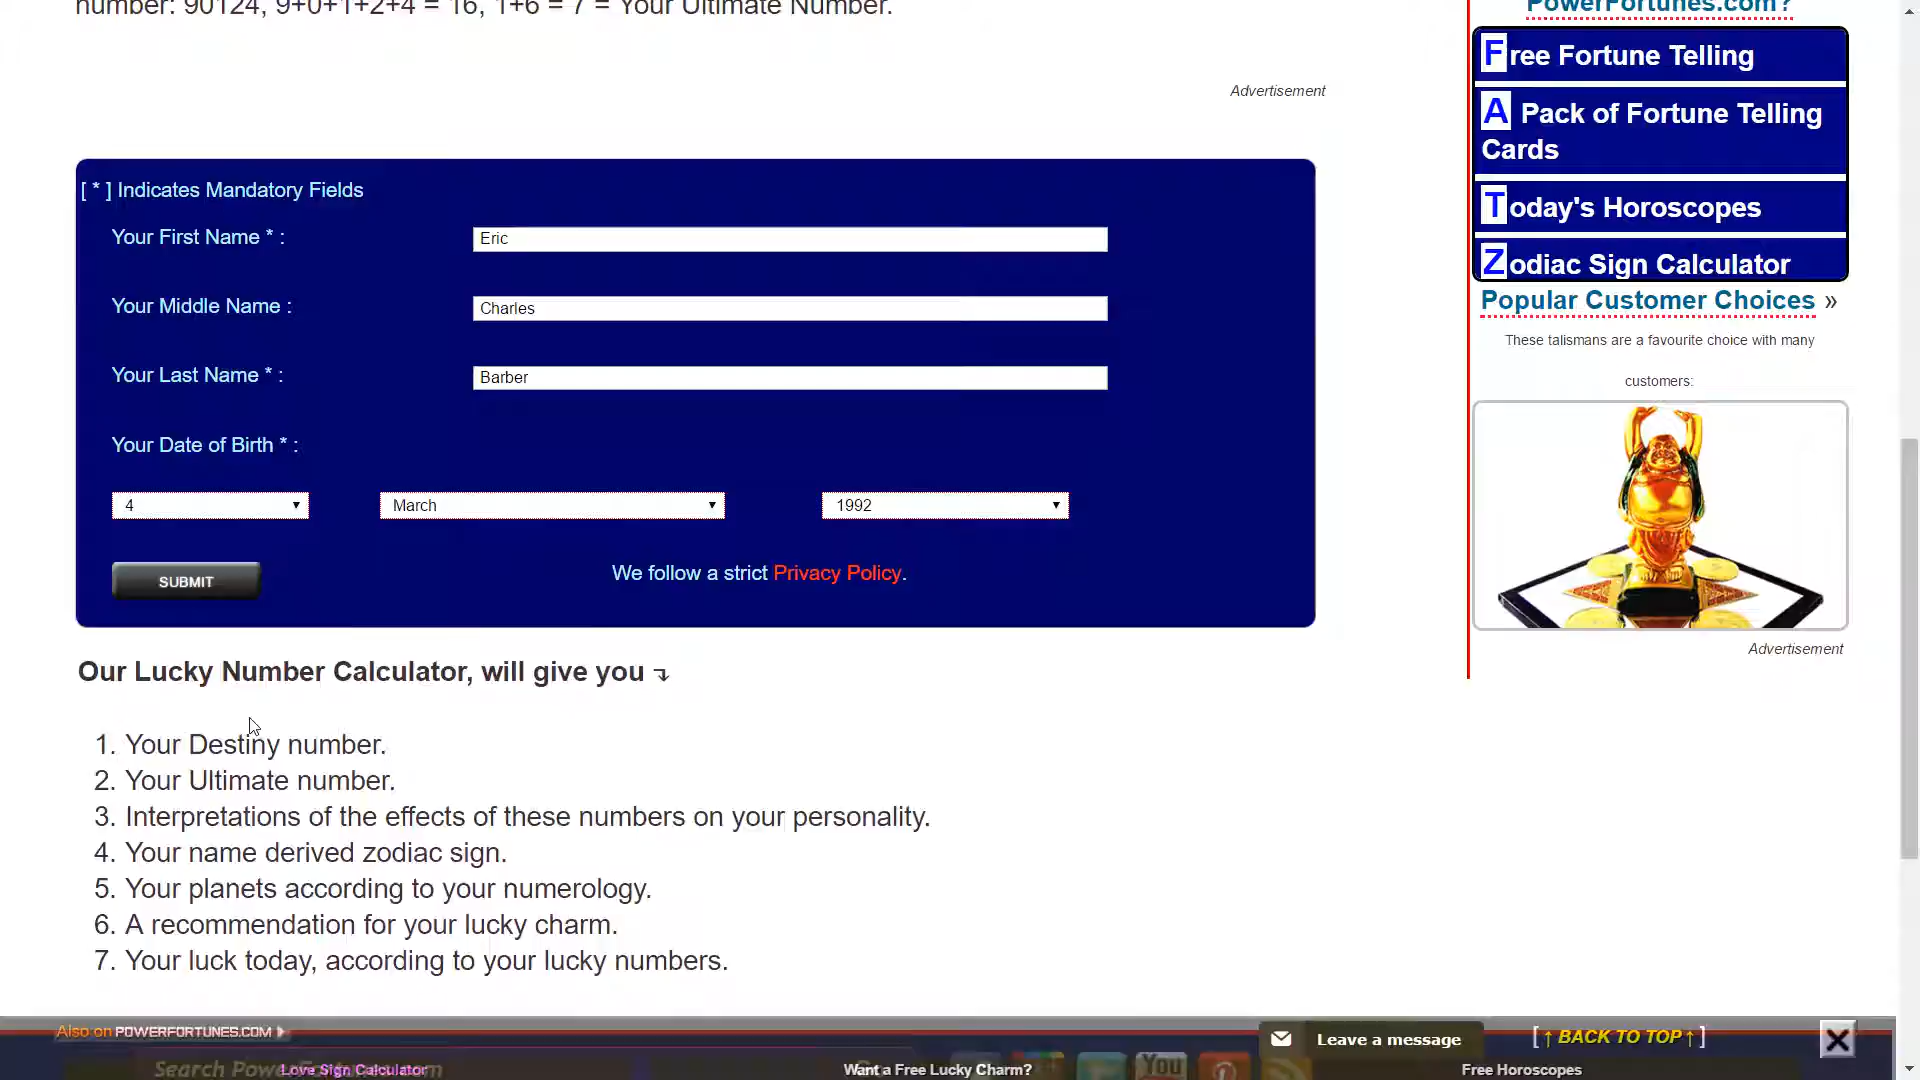 number: 90124, 9+0+1+2+4 = 16, 1+6 = 7 = Your Ultimate Number.
Advertisement
[ * ] Indicates Mandatory Fields
Your First Name * :
Eric
Your Middle Name :
Charles
Your Last Name * :
Barber
Your Date of Birth * :
4
March
1992
SUBMIT
We follow a strict Privacy Policy.
Our Lucky Number Calculator, will give you ↴
1. Your Destiny number.
2. Your Ultimate number.
3. Interpretations of the effects of these numbers on your personality.
4. Your name derived zodiac sign.
5. Your planets according to your numerology.
6. A recommendation for your lucky charm.
7. Your luck today, according to your lucky numbers.
PowerFortunes.com?
Free Fortune Telling
A Pack of Fortune Telling
Cards
Today's Horoscopes
Zodiac Sign Calculator
Popular Customer Choices »
These talismans are a favourite choice with many
customers:
Advertisement
Also on POWERFORTUNES.COM
Leave a message
[ ↑ BACK TO TOP ↑ ]
Search
Love Sign Calculator
Want a Free Lucky Charm?
You
Free Horoscopes